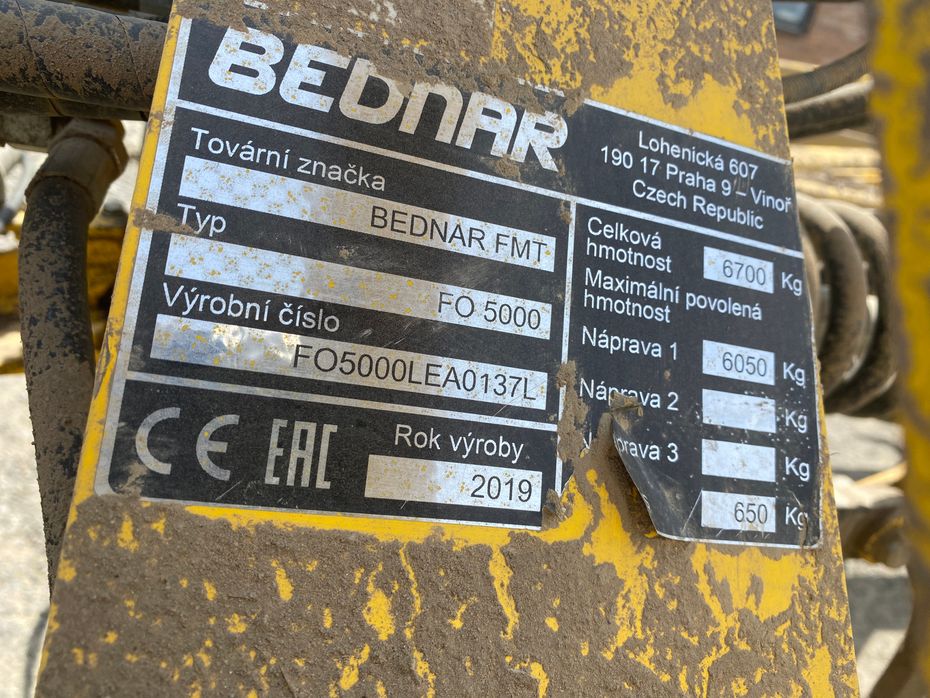 BEDNAR
Lohenická 607
190 17 Praha 9 – Vinoř
Czech Republic
Tovární značka
BEDNAR FMT
Typ
FO 5000
Výrobní číslo
FO5000LEA0137L
CE EAC
Rok výroby
2019
Celková
hmotnost
6700 Kg
Maximální povolená
hmotnost
Náprava 1
6050 Kg
Náprava 2
Kg
3
Kg
650 Kg